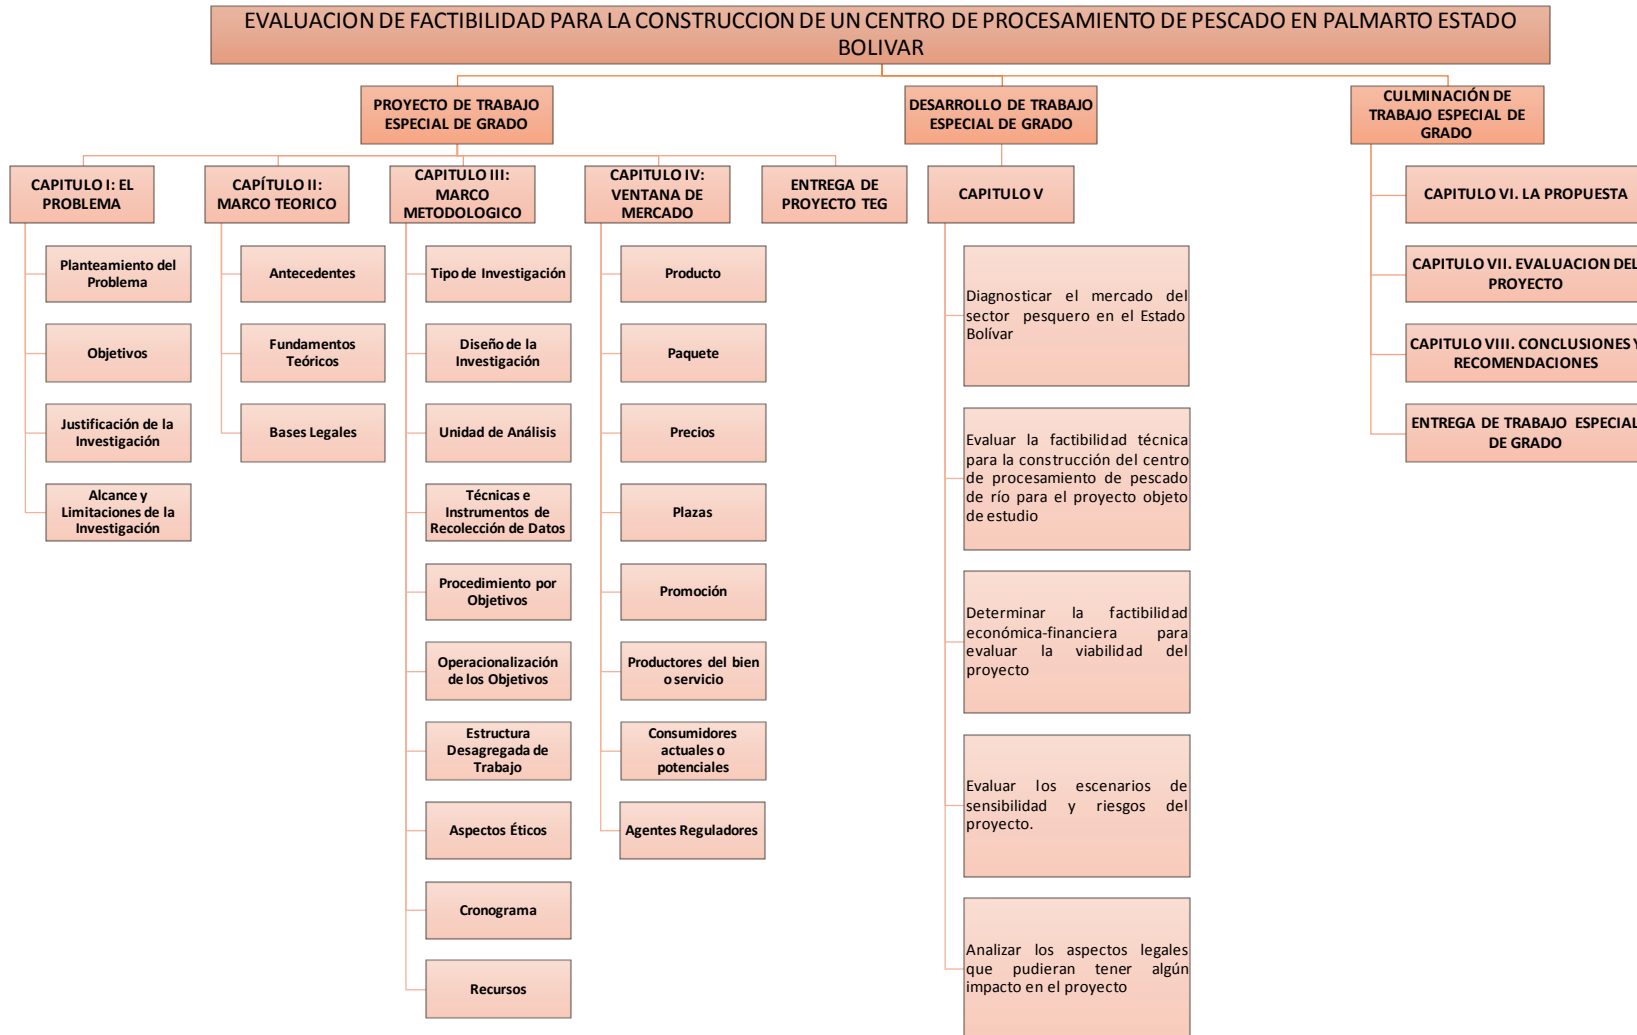 EVALUACION DE FACTIBILIDAD PARA LA CONSTRUCCION DE UN CENTRO DE PROCESAMIENTO DE PESCADO EN PALMARTO ESTADO
BOLIVAR
PROYECTO DE TRABAJO
ESPECIAL DE GRADO
DESARROLLO DE TRABAJO
ESPECIAL DE GRADO
CULMINACIÓN DE
TRABAJO ESPECIAL DE
GRADO
CAPITULO I: EL
PROBLEMA
Planteamiento del
Problema
Objetivos
Justificación de la
Investigación
Alcance y
Limitaciones de la
Investigación
CAPÍTULO II:
MARCO TEORICO
Antecedentes
Fundamentos
Teóricos
Bases Legales
CAPITULO III:
MARCO
METODOLOGICO
Tipo de Investigación
Diseño de la
Investigación
Unidad de Análisis
Técnicas e
Instrumentos de
Recolección de Datos
Procedimiento por
Objetivos
Operacionalización
de los Objetivos
Estructura
Desagregada de
Trabajo
Aspectos Éticos
Cronograma
Recursos
CAPITULO IV:
VENTANA DE
MERCADO
Producto
Paquete
Precios
Plazas
Promoción
Productores del bien
o servicio
Consumidores
actuales o
potenciales
Agentes Reguladores
ENTREGA DE
PROYECTO TEG
CAPITULO V
Diagnosticar el mercado del
sector pesquero en el Estado
Bolívar
Evaluar la factibilidad técnica
para la construcción del centro
de procesamiento de pescado
de río para el proyecto objeto
de estudio
Determinar la factibilidad
económica-financiera para
evaluar la viabilidad del
proyecto
Evaluar los escenarios de
sensibilidad y riesgos del
proyecto.
Analizar los aspectos legales
que pudieran tener algún
impacto en el proyecto
CAPITULO VI. LA PROPUESTA
CAPITULO VII. EVALUACION DEL
PROYECTO
CAPITULO VIII. CONCLUSIONES Y
RECOMENDACIONES
ENTREGA DE TRABAJO ESPECIAL
DE GRADO